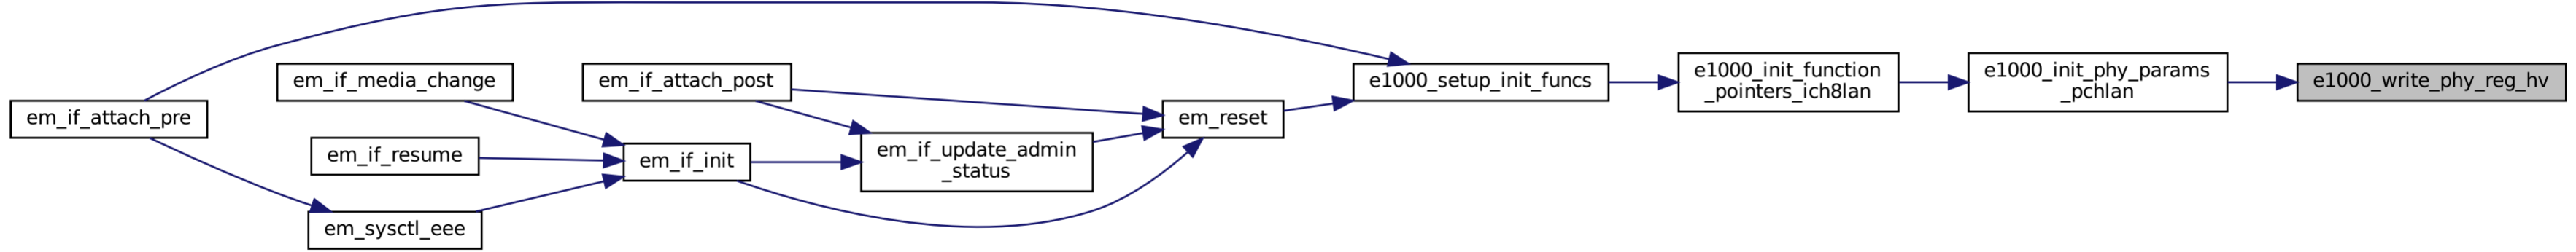 em_if_attach_pre
em_if_media_change
em_if_resume
em_sysctl_eee
em_if_attach_post
em_if_init
em_if_update_admin
_status
em_reset
e1000_setup_init_funcs
e1000_init_function
_pointers_ich8lan
e1000_init_phy_params
_pchlan
e1000_write_phy_reg_hv